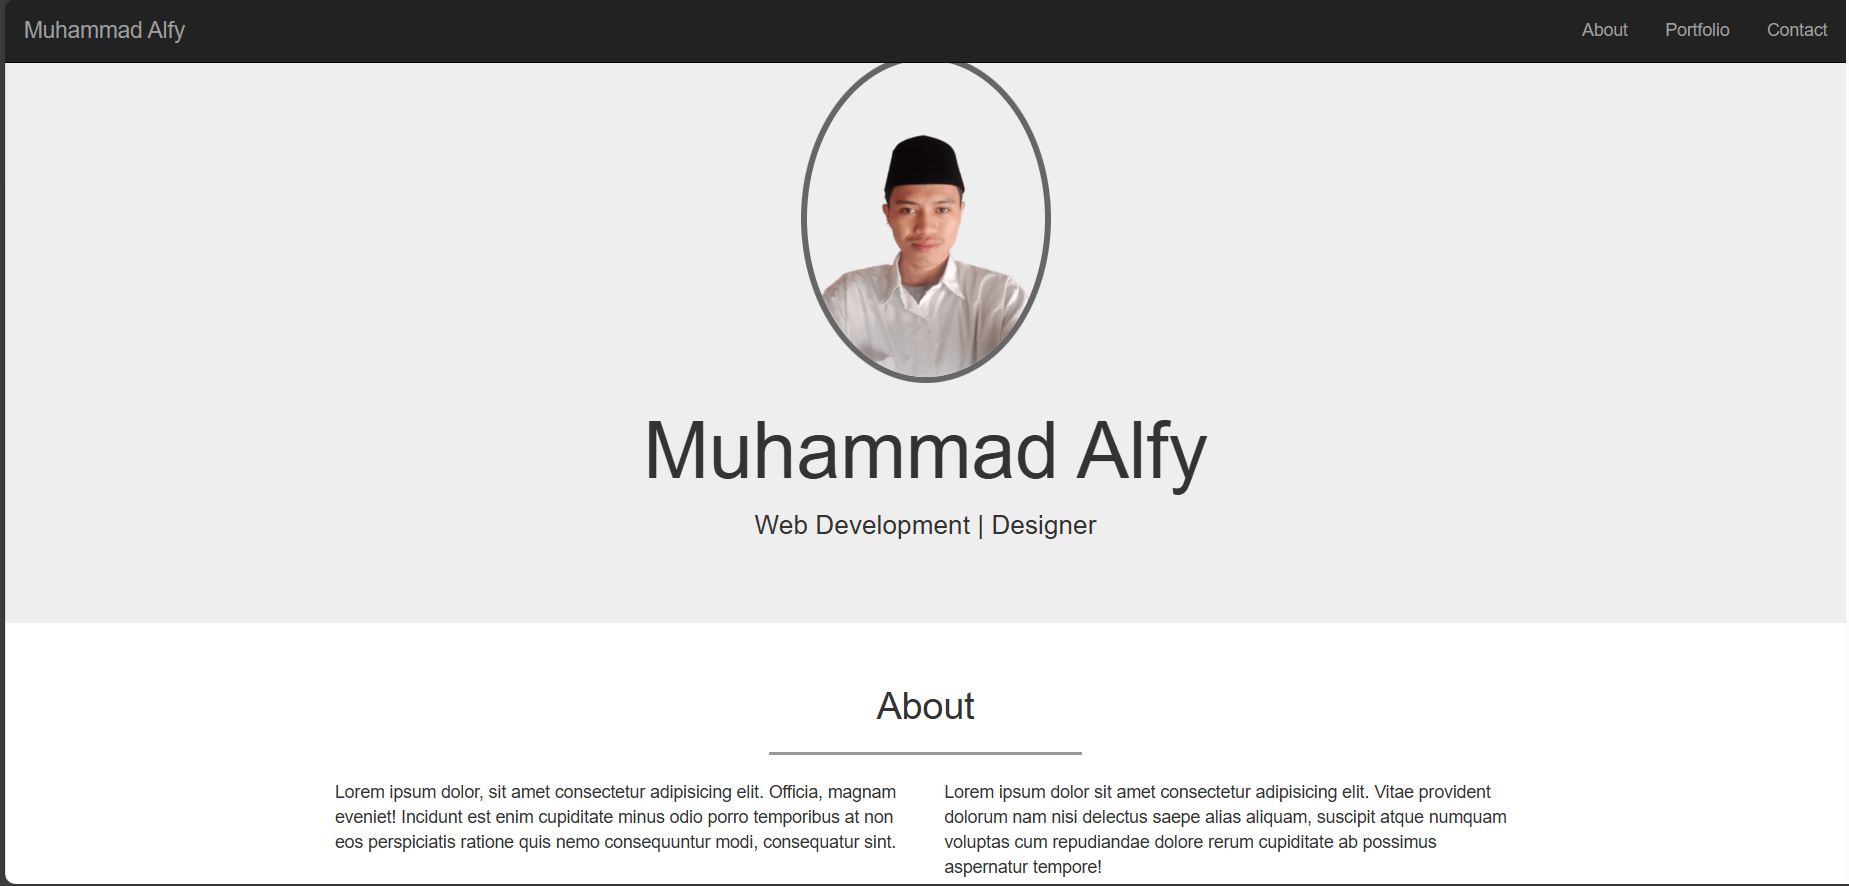 Muhammad Alfy
About
Portfolio
Contact
Muhammad Alfy
Web Development | Designer
About
Lorem ipsum dolor, sit amet consectetur adipisicing elit. Officia, magnam
eveniet! Incidunt est enim cupiditate minus odio porro temporibus at non
eos perspiciatis ratione quis nemo consequuntur modi, consequatur sint.
Lorem ipsum dolor sit amet consectetur adipisicing elit. Vitae provident
dolorum nam nisi delectus saepe alias aliquam, suscipit atque numquam
voluptas cum repudiandae dolore rerum cupiditate ab possimus
aspernatur tempore!